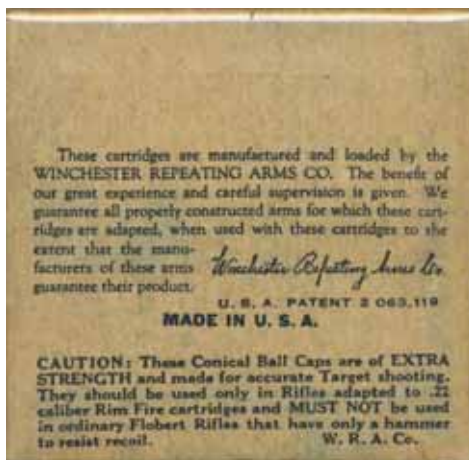 These cartridges are manufactured and loaded by the
WINCHESTER REPEATING ARMS CO. The benefit of
our great experience and careful supervision is given. We
guarantee all properly constructed arms for which these cart-
ridges are adapted, when used with these cartridges to the
extent that the manu-
facturers of these arms
guarantee their product.
Winchester Repeating Arms Co.
U. S. A. PATENT 2 063,119
MADE IN U. S. A.
CAUTION: These Conical Ball Caps are of EXTRA
STRENGTH and made for accurate Target shooting.
They should be used only in Rifles adapted to .22
caliber Rim Fire cartridges and MUST NOT be used
in ordinary Flobert Rifles that have only a hammer
to resist recoil. W. R. A. Co.